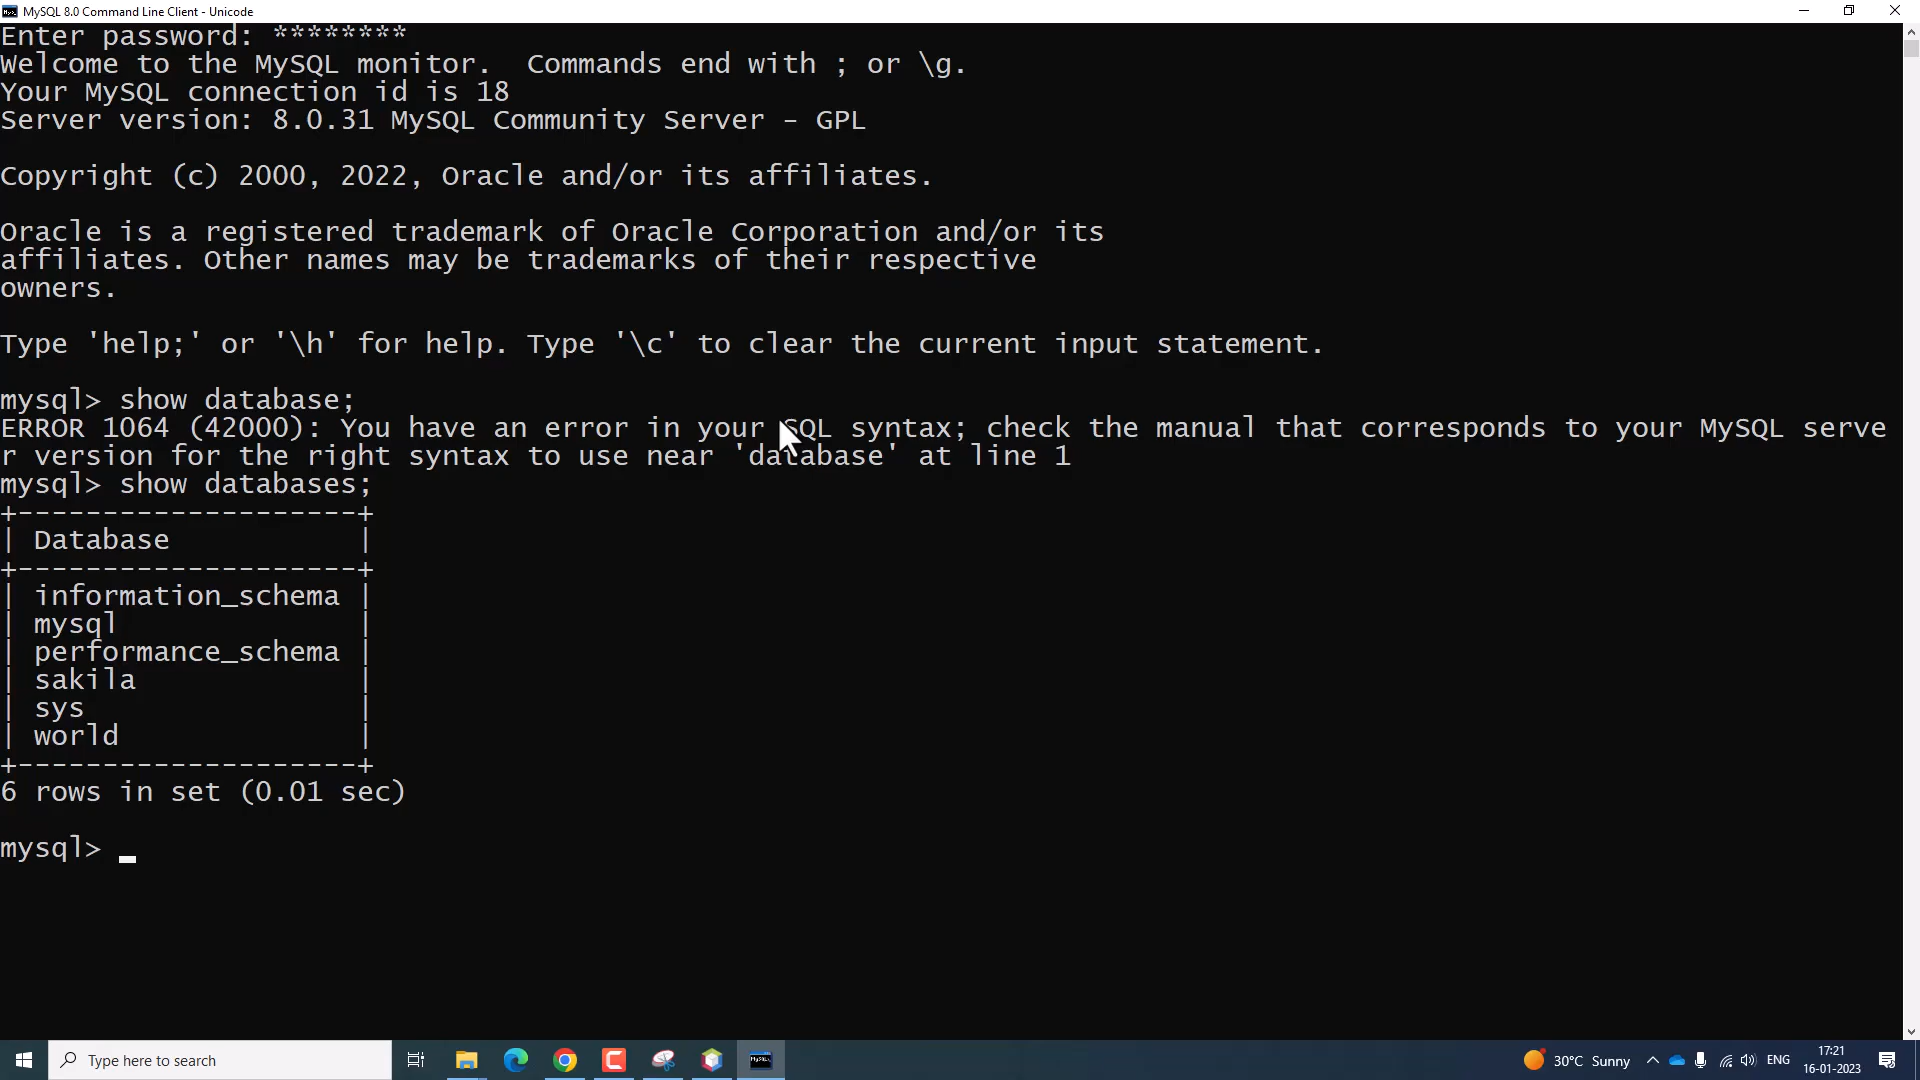 MySQL 8.0 Command Line Client - Unicode
Enter password: ********
Welcome to the MySQL monitor.  Commands end with ; or \g.
Your MySQL connection id is 18
Server version: 8.0.31 MySQL Community Server - GPL
Copyright (c) 2000, 2022, Oracle and/or its affiliates.
Oracle is a registered trademark of Oracle Corporation and/or its
affiliates. Other names may be trademarks of their respective
owners.
Type 'help;' or '\h' for help. Type '\c' to clear the current input statement.
mysql> show database;
ERROR 1064 (42000): You have an error in your SQL syntax; check the manual that corresponds to your MySQL serve
r version for the right syntax to use near 'database' at line 1
mysql> show databases;
+--------------------+
| Database           |
+--------------------+
| information_schema |
| mysql              |
| performance_schema |
| sakila             |
| sys                |
| world              |
+--------------------+
6 rows in set (0.01 sec)
mysql> _
Type here to search
MySQL
30°C Sunny
ENG
17:21
16-01-2023